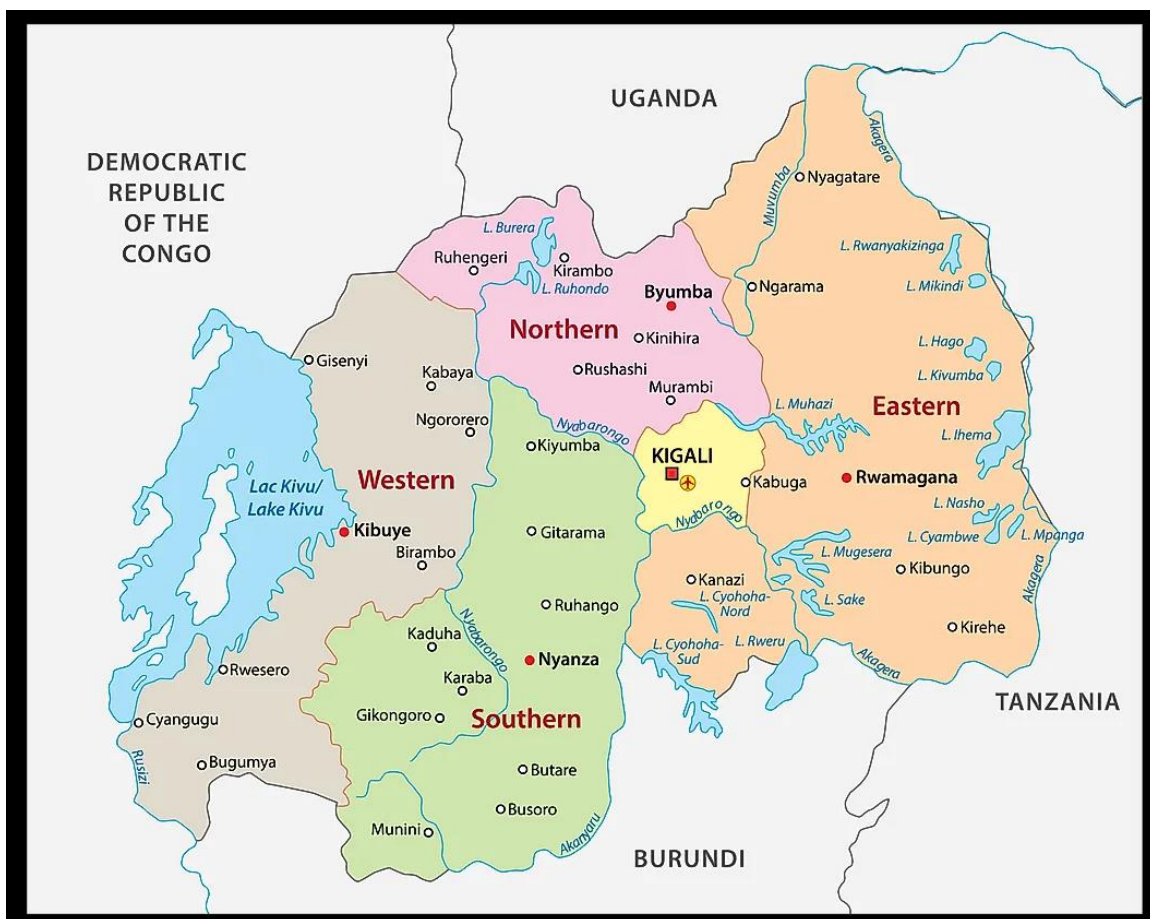 UGANDA
DEMOCRATIC
REPUBLIC
OF THE
CONGO
Akagera
Nyagatare
Muvumba
L. Burera
L. Rwanyakizinga
Ruhengeri
Kirambo
L. Ruhondo
L. Mikindi
Ngarama
Byumba
Northern
Kinihira
L. Hago
Gisenyi
Kabaya
Rushashi
L. Kivumba
Murambi
L. Muhazi
Eastern
Ngororero
Nyabarongo
L. Ihema
Kiyumba
KIGALI
Western
Kabuga
Rwamagana
Lac Kivu/
Lake Kivu
L. Nasho
Nyabarongo
Kibuye
Gitarama
L. Cyambwe
L. Mpanga
Birambo
L. Mugesera
Kibungo
Kanazi
Akagera
L. Cyohoha-
Nord
L. Sake
Ruhango
Nyabarongo
Kaduha
Kirehe
L. Cyohoha-
Sud
L. Rweru
Nyanza
Akagera
Rwesero
Karaba
TANZANIA
Cyangugu
Gikongoro
Southern
Rusizi
Bugumya
Butare
Busoro
Munini
Akanyaru
BURUNDI